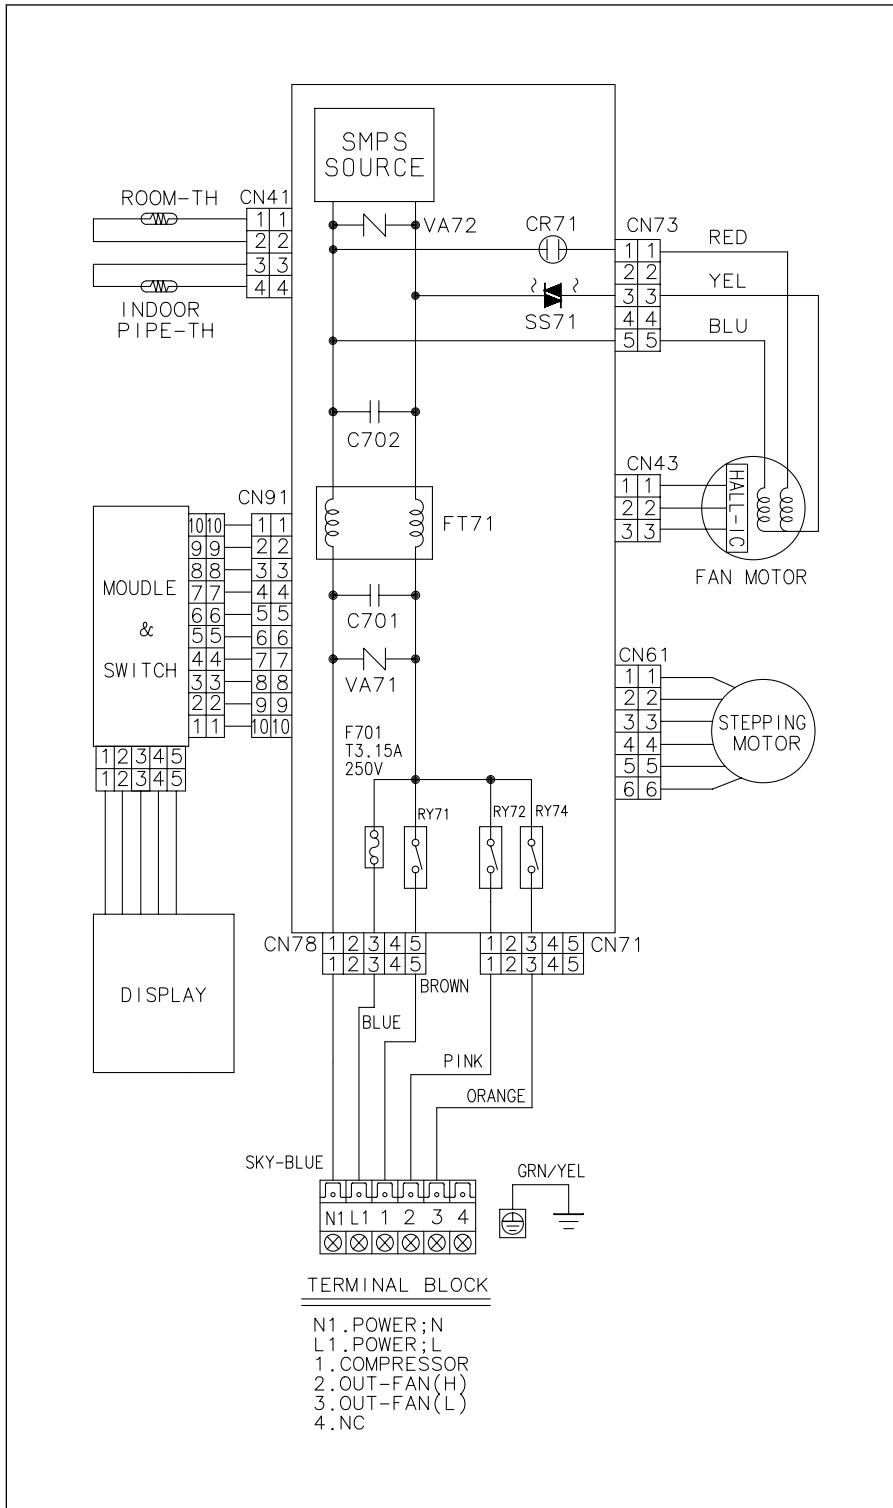 SMPS
SOURCE
ROOM-TH
CN41
1 1
2 2
3 3
4 4
INDOOR
PIPE-TH
VA72
CR71
CN73
1 1
2 2
3 3
4 4
5 5
RED
YEL
BLU
SS71
C702
CN43
1 1
2 2
3 3
HALL-IC
FAN MOTOR
CN91
FT71
MOUDLE
&
SWITCH
10 10
9 9
8 8
7 7
6 6
5 5
4 4
3 3
2 2
1 1
1 1
2 2
3 3
4 4
5 5
6 6
7 7
8 8
9 9
10 10
C701
VA71
CN61
1 1
2 2
3 3
4 4
5 5
6 6
STEPPING
MOTOR
1 2 3 4 5
1 2 3 4 5
F701
T3.15A
250V
RY71
RY72
RY74
CN78
1 2 3 4 5
1 2 3 4 5
1 2 3 4 5
1 2 3 4 5
CN71
DISPLAY
BROWN
BLUE
PINK
ORANGE
SKY-BLUE
GRN/YEL
N1 L1 1 2 3 4
TERMINAL BLOCK
N1.POWER;N
L1.POWER;L
1.COMPRESSOR
2.OUT-FAN(H)
3.OUT-FAN(L)
4.NC